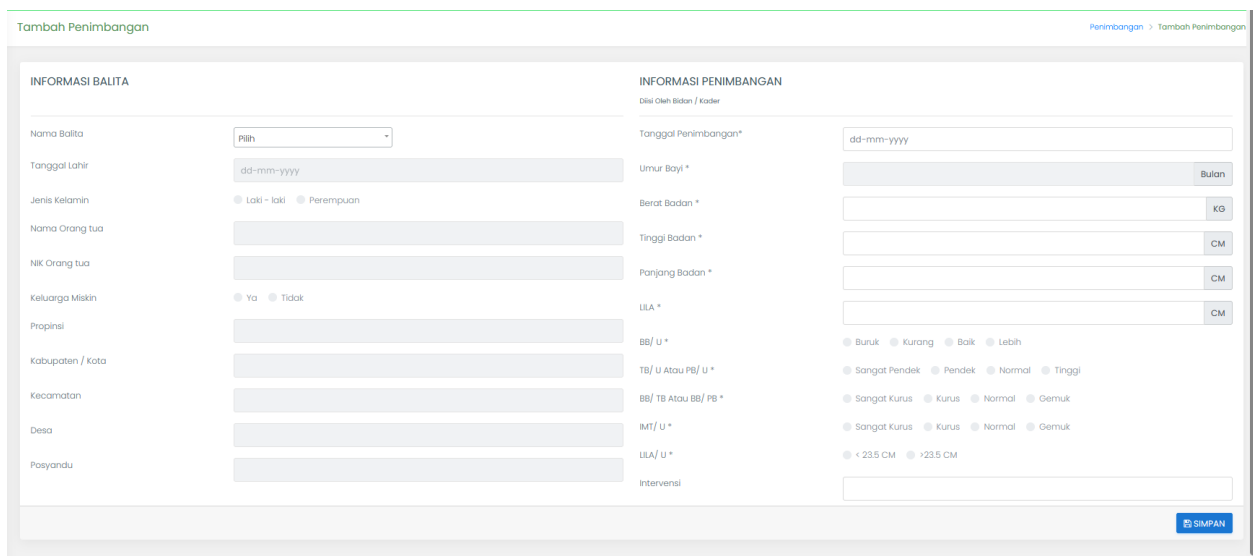 Tambah Penimbangan
Penimbangan > Tambah Penimbangan
INFORMASI BALITA
Nama Balita
Pilih
Tanggal Lahir
dd-mm-yyyy
Jenis Kelamin
Laki - laki Perempuan
Nama Orang tua
NIK Orang tua
Keluarga Miskin
Ya Tidak
Propinsi
Kabupaten / Kota
Kecamatan
Desa
Posyandu
INFORMASI PENIMBANGAN
Diisi Oleh Bidan / Kader
Tanggal Penimbangan*
dd-mm-yyyy
Umur Bayi *
Bulan
Berat Badan *
KG
Tinggi Badan *
CM
Panjang Badan *
CM
LILA *
CM
BB/ U *
Buruk Kurang Baik Lebih
TB/ U Atau PB/ U *
Sangat Pendek Pendek Normal Tinggi
BB/ TB Atau BB/ PB *
Sangat Kurus Kurus Normal Gemuk
IMT/ U *
Sangat Kurus Kurus Normal Gemuk
LILA/ U *
< 23.5 CM >23.5 CM
Intervensi
SIMPAN